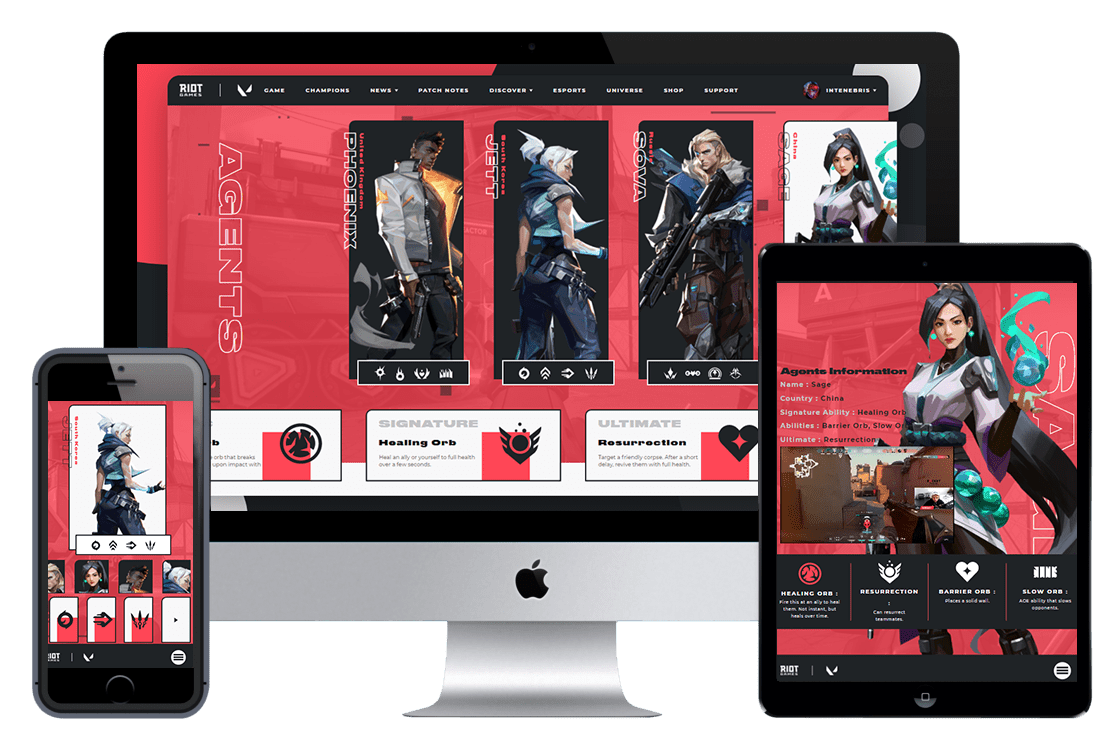 RIOT
GAMES
GAME
CHAMPIONS
NEWS
PATCH NOTES
DISCOVER
ESPORTS
UNIVERSE
SHOP
SUPPORT
INTENEBRIS
AGENTS
United Kingdom
PHOENIX
South Korea
JETT
Russia
SOVA
China
SAGE
orb that breaks
upon impact with
SIGNATURE
Healing Orb
Heal an ally or yourself to full health
over a few seconds.
ULTIMATE
Resurrection
Target a friendly corpse. After a short
delay, revive them with full health.
South Korea
JETT
RIOT
GAMES
A
SAGE
Agents Information
Name : Sage
Country : China
Signature Ability : Healing Orb
Abilities : Barrier Orb, Slow Or
Ultimate : Resurrection
HEALING ORB :
Fire this at an ally to heal
them. Not instant, but
heals over time.
RESURRECTION
:
Can resurrect
teammates.
BARRIER ORB :
Places a solid wall.
SLOW ORB :
AOE ability that slows
opponents.
RIOT
GAMES